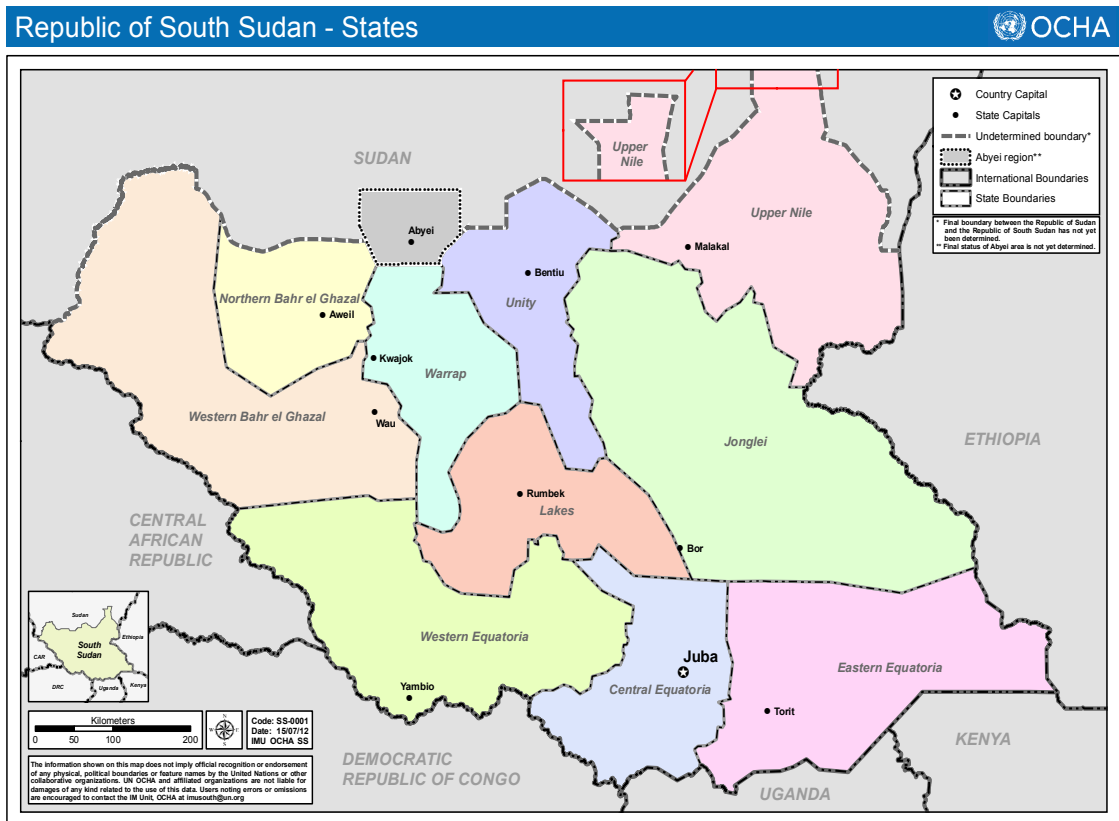 Republic of South Sudan - States
OCHA
Country Capital
State Capitals
Undetermined boundary*
Abyei region**
International Boundaries
State Boundaries
* Final boundary between the Republic of Sudan
and the Republic of South Sudan has not yet
been determined.
** Final status of Abyei area is not yet determined.
SUDAN
Upper
Nile
Upper Nile
Malakal
Abyei
Bentiu
Unity
Northern Bahr el Ghazal
Aweil
Kwajok
Warrap
Western Bahr el Ghazal
Wau
Jonglei
ETHIOPIA
Rumbek
Lakes
Bor
CENTRAL
AFRICAN
REPUBLIC
Western Equatoria
Yambio
Juba
Central Equatoria
Eastern Equatoria
Torit
KENYA
UGANDA
DEMOCRATIC
REPUBLIC OF CONGO
Sudan
Ethiopia
South
Sudan
CAR
DRC
Uganda
Kenya
Kilometers
0 50 100 200
N
W E
S
Code: SS-0001
Date: 15/07/12
IMU OCHA SS
The information shown on this map does not imply official recognition or endorsement
of any physical, political boundaries or feature names by the United Nations or other
collaborative organizations. UN OCHA and affiliated organizations are not liable for
damages of any kind related to the use of this data. Users noting errors or omissions
are encouraged to contact the IM Unit, OCHA at imusouth@un.org